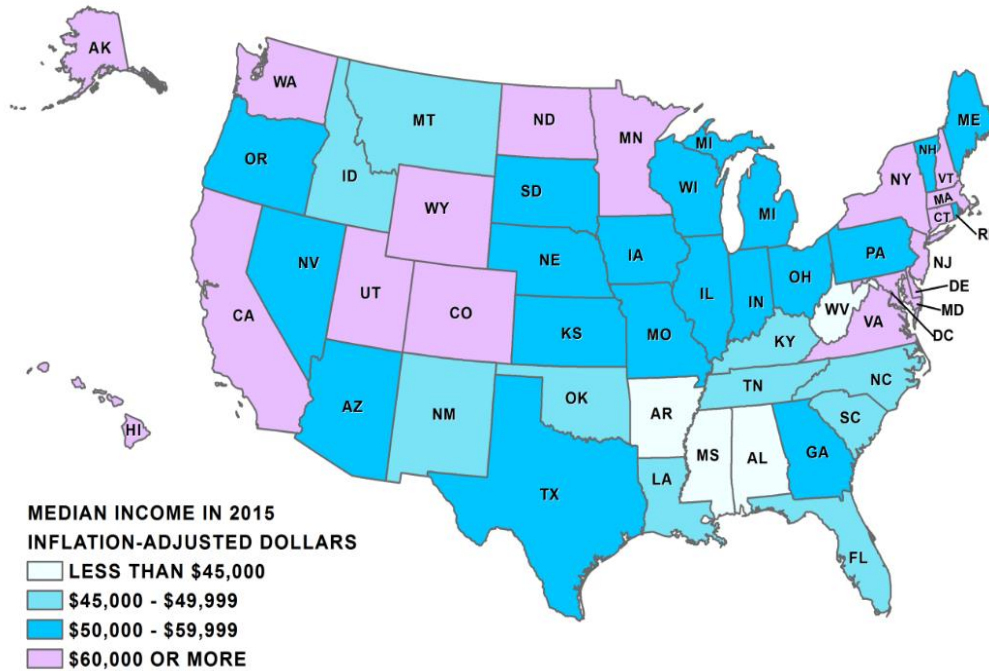 AK
WA
MT
ND
MN
OR
ID
WY
SD
WI
MI
MI
NY
NH
VT
ME
MA
CT
RI
NV
UT
CA
CO
NE
IA
KS
MO
IL
IN
OH
PA
NJ
DE
MD
DC
WV
VA
KY
AZ
NM
OK
AR
TN
NC
SC
HI
TX
LA
MS
AL
GA
FL
MEDIAN INCOME IN 2015
INFLATION-ADJUSTED DOLLARS
LESS THAN $45,000
$45,000 - $49,999
$50,000 - $59,999
$60,000 OR MORE